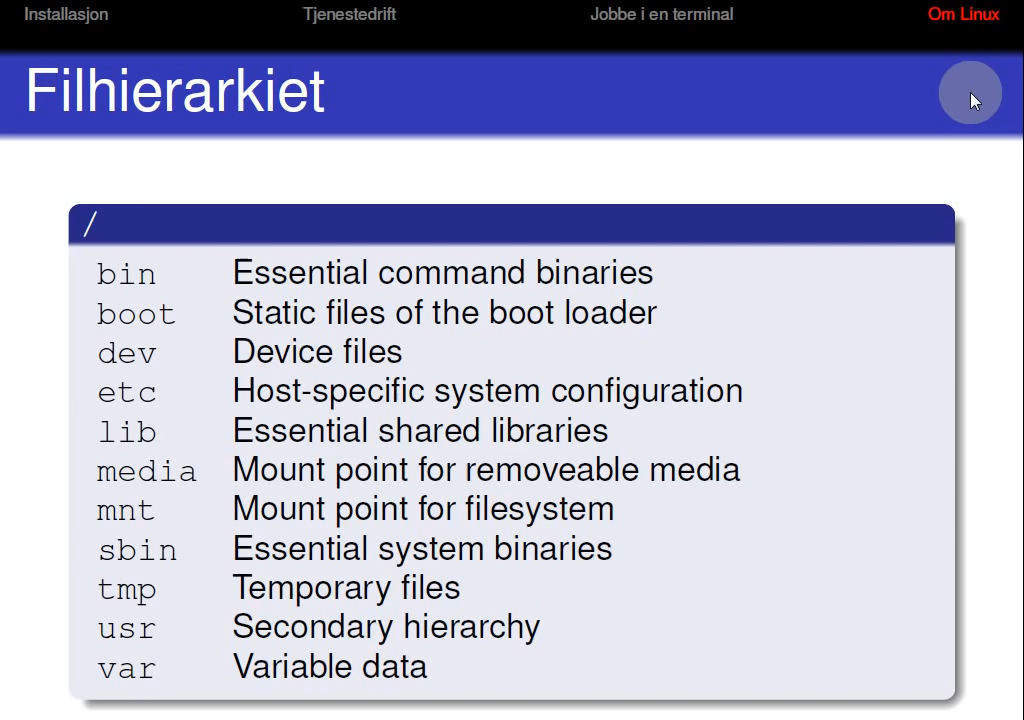 Installasjon Tjenestedrift Jobbe i en terminal Om Linux
Filhierarkiet
/
bin Essential command binaries
boot Static files of the boot loader
dev Device files
etc Host-specific system configuration
lib Essential shared libraries
media Mount point for removeable media
mnt Mount point for filesystem
sbin Essential system binaries
tmp Temporary files
usr Secondary hierarchy
var Variable data